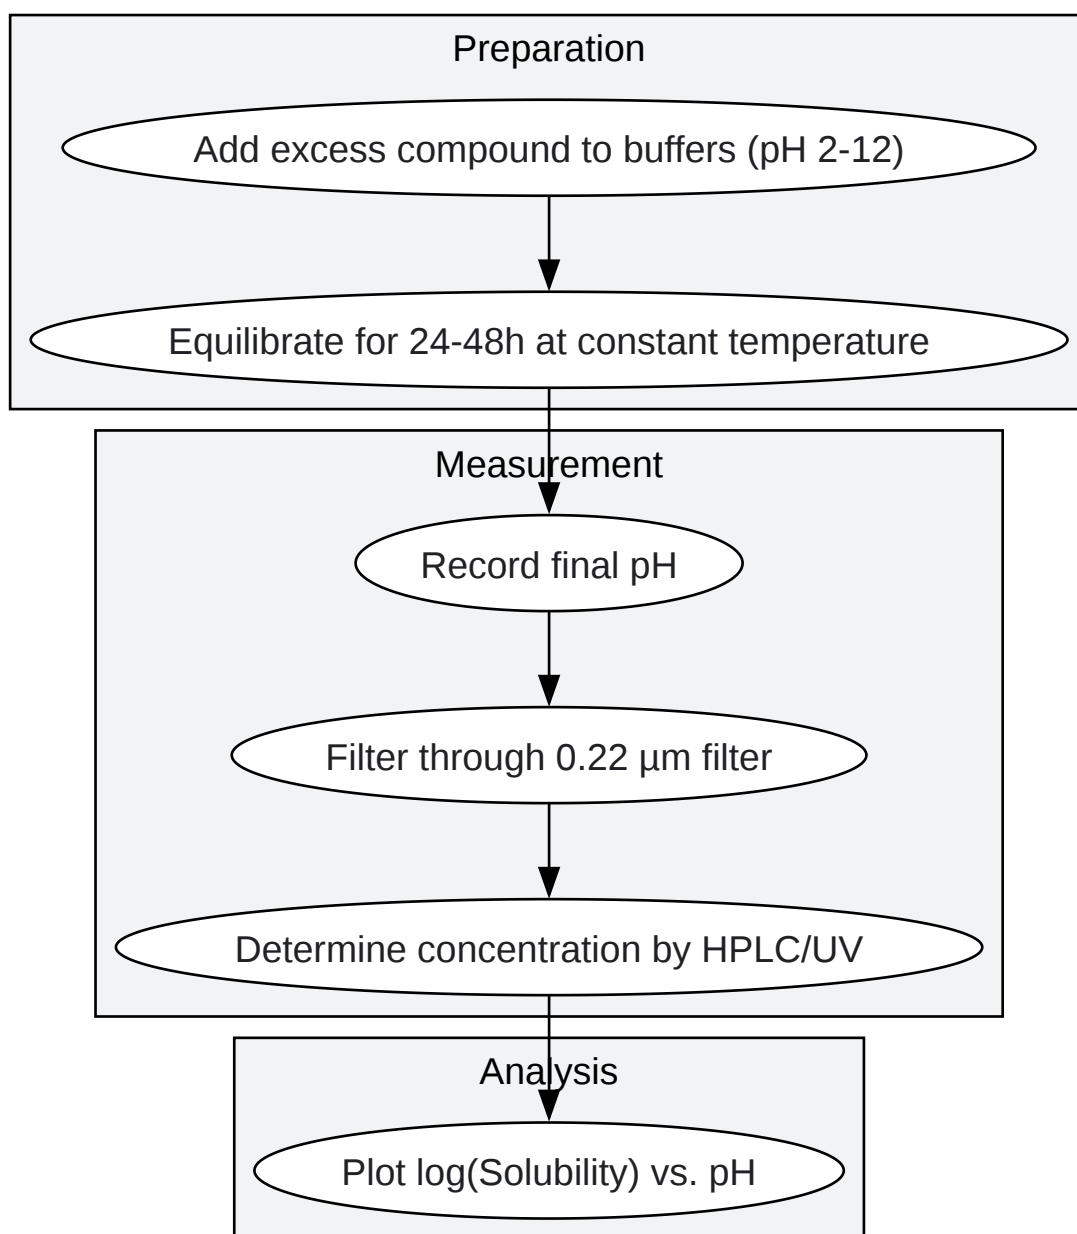 Preparation
Add excess compound to buffers (pH 2-12)
Equilibrate for 24-48h at constant temperature
Measurement
Record final pH
Filter through 0.22 µm filter
Determine concentration by HPLC/UV
Analysis
Plot log(Solubility) vs. pH